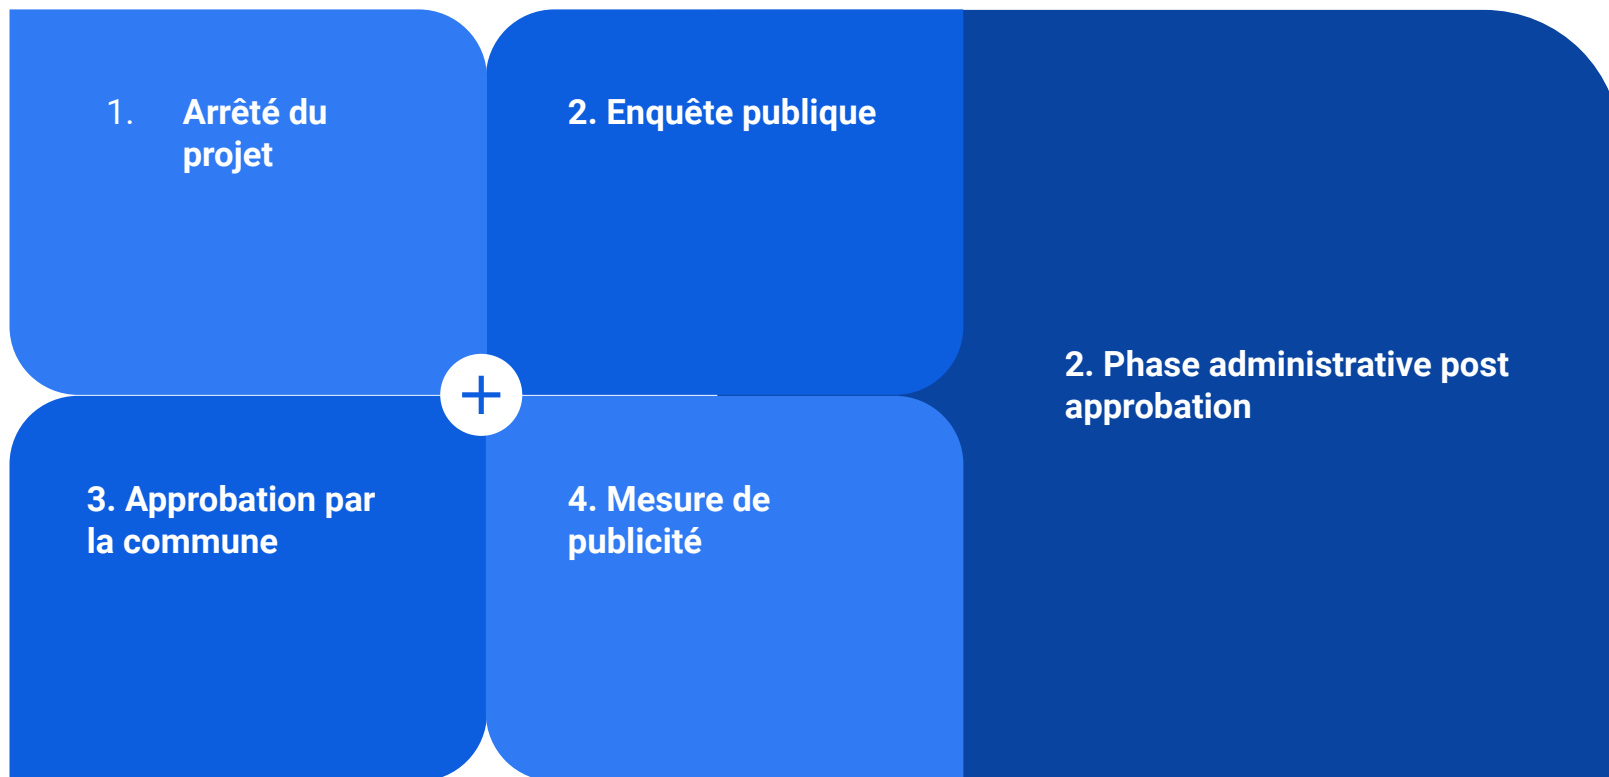 1. Arrêté du
projet
2. Enquête publique
3. Approbation par
la commune
4. Mesure de
publicité
2. Phase administrative post
approbation